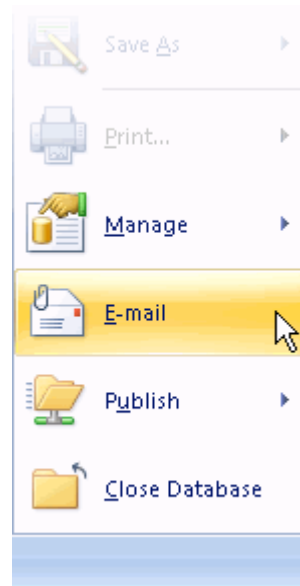 Save As
Print...
Manage
E-mail
Publish
Close Database